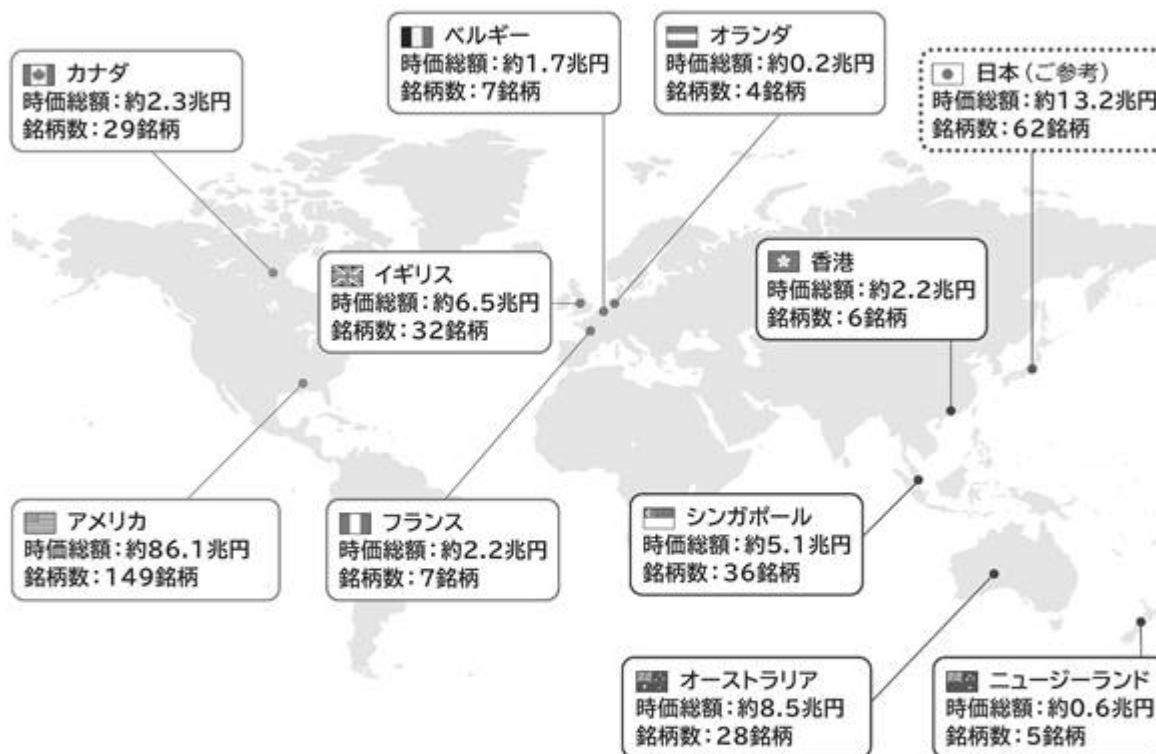 カナダ
時価総額：約2.3兆円
銘柄数：29銘柄
ベルギー
時価総額：約1.7兆円
銘柄数：7銘柄
オランダ
時価総額：約0.2兆円
銘柄数：4銘柄
日本（ご参考）
時価総額：約13.2兆円
銘柄数：62銘柄
イギリス
時価総額：約6.5兆円
銘柄数：32銘柄
香港
時価総額：約2.2兆円
銘柄数：6銘柄
アメリカ
時価総額：約86.1兆円
銘柄数：149銘柄
フランス
時価総額：約2.2兆円
銘柄数：7銘柄
シンガポール
時価総額：約5.1兆円
銘柄数：36銘柄
オーストラリア
時価総額：約8.5兆円
銘柄数：28銘柄
ニュージーランド
時価総額：約0.6兆円
銘柄数：5銘柄